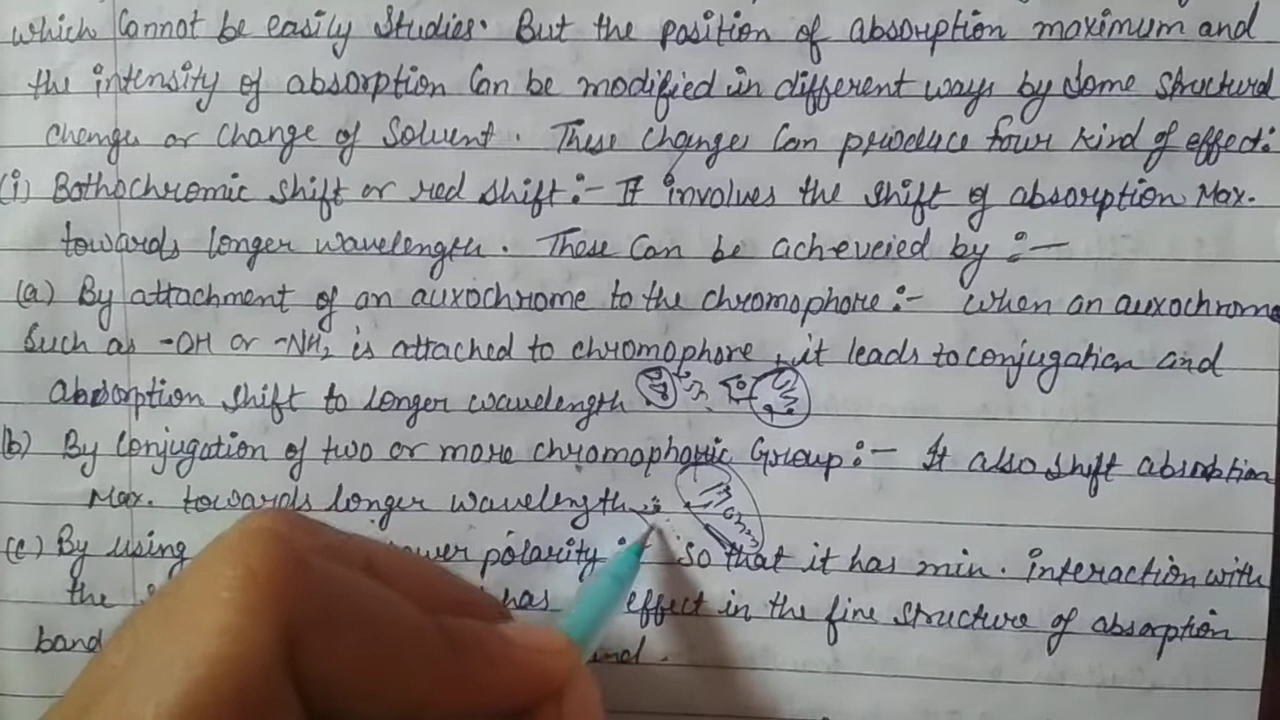 which Cannot be easily Studies. But the position of absorption maximum and
the intensity of absorption Can be modified in different ways by Some Structural
Change or Change of Solvent. These Changes Can produce four kind of effect:
(i) Bathochromic Shift or red shift :- It involves the Shift of absorption Max.
towards longer wavelength. These Can be acheveied by :-
(a) By attachment of an auxochrome to the chromophore :- When an auxochrome
Such as -OH or -NH2 is attached to chromophore, it leads to conjugation and
Absorption Shift to longer wavelength.
(b) By Conjugation of two or more chromophoric Group :- It also Shift absorbtion
Max. towards longer wavelength.
(c) By using polarity :- So that it has min. interaction with
the has effect in the fine Structure of absorption
band